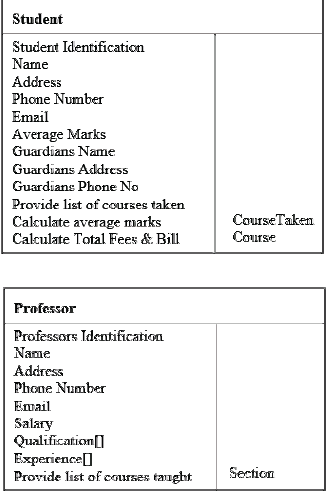 Student
Student Identification
Name
Address
Phone Number
Email
Average Marks
Guardians Name
Guardians Address
Guardians Phone No
Provide list of courses taken
Calculate average marks CourseTaken
Calculate Total Fees & Bill Course
Professor
Professors Identification
Name
Address
Phone Number
Email
Salary
Qualification[]
Experience[]
Provide list of courses taught Section